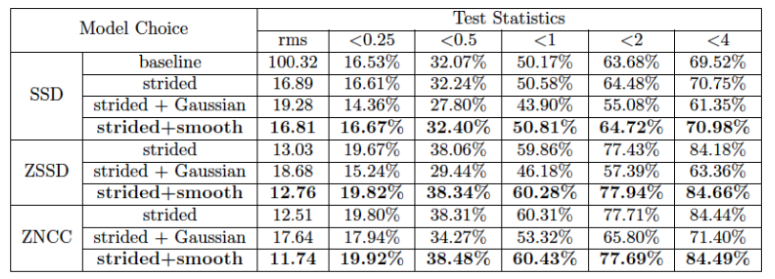 Model Choice Test Statistics
rms <0.25 <0.5 <1 <2 <4
SSD baseline 100.32 16.53% 32.07% 50.17% 63.68% 69.52%
strided 16.89 16.61% 32.24% 50.58% 64.48% 70.75%
strided + Gaussian 19.28 14.36% 27.80% 43.90% 55.08% 61.35%
strided+smooth 16.81 16.67% 32.40% 50.81% 64.72% 70.98%
ZSSD strided 13.03 19.67% 38.06% 59.86% 77.43% 84.18%
strided + Gaussian 18.68 15.24% 29.44% 46.18% 57.39% 63.36%
strided+smooth 12.76 19.82% 38.34% 60.28% 77.94% 84.66%
ZNCC strided 12.51 19.80% 38.31% 60.31% 77.71% 84.44%
strided + Gaussian 17.64 17.94% 34.27% 53.32% 65.80% 71.40%
strided+smooth 11.74 19.92% 38.48% 60.43% 77.69% 84.49%